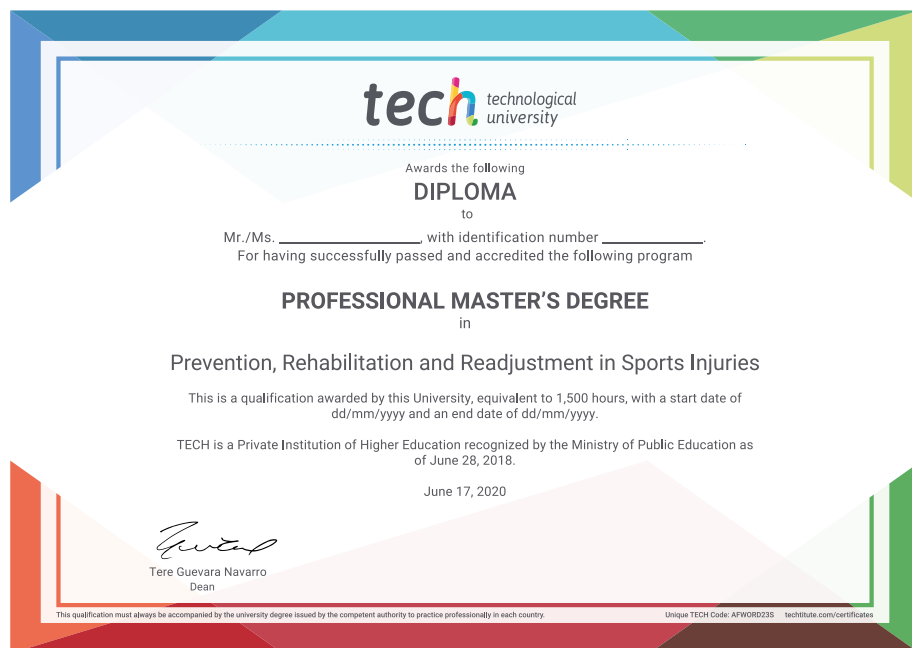 tech technological
university
Awards the following
DIPLOMA
to
Mr./Ms. ____________________, with identification number ______________.
For having successfully passed and accredited the following program
PROFESSIONAL MASTER'S DEGREE
in
Prevention, Rehabilitation and Readjustment in Sports Injuries
This is a qualification awarded by this University, equivalent to 1,500 hours, with a start date of
dd/mm/yyyy and an end date of dd/mm/yyyy.
TECH is a Private Institution of Higher Education recognized by the Ministry of Public Education as
of June 28, 2018.
June 17, 2020
Tere Guevara Navarro
Dean
This qualification must always be accompanied by the university degree issued by the competent authority to practice professionally in each country.
Unique TECH Code: AFWORD23S techtitute.com/certificates